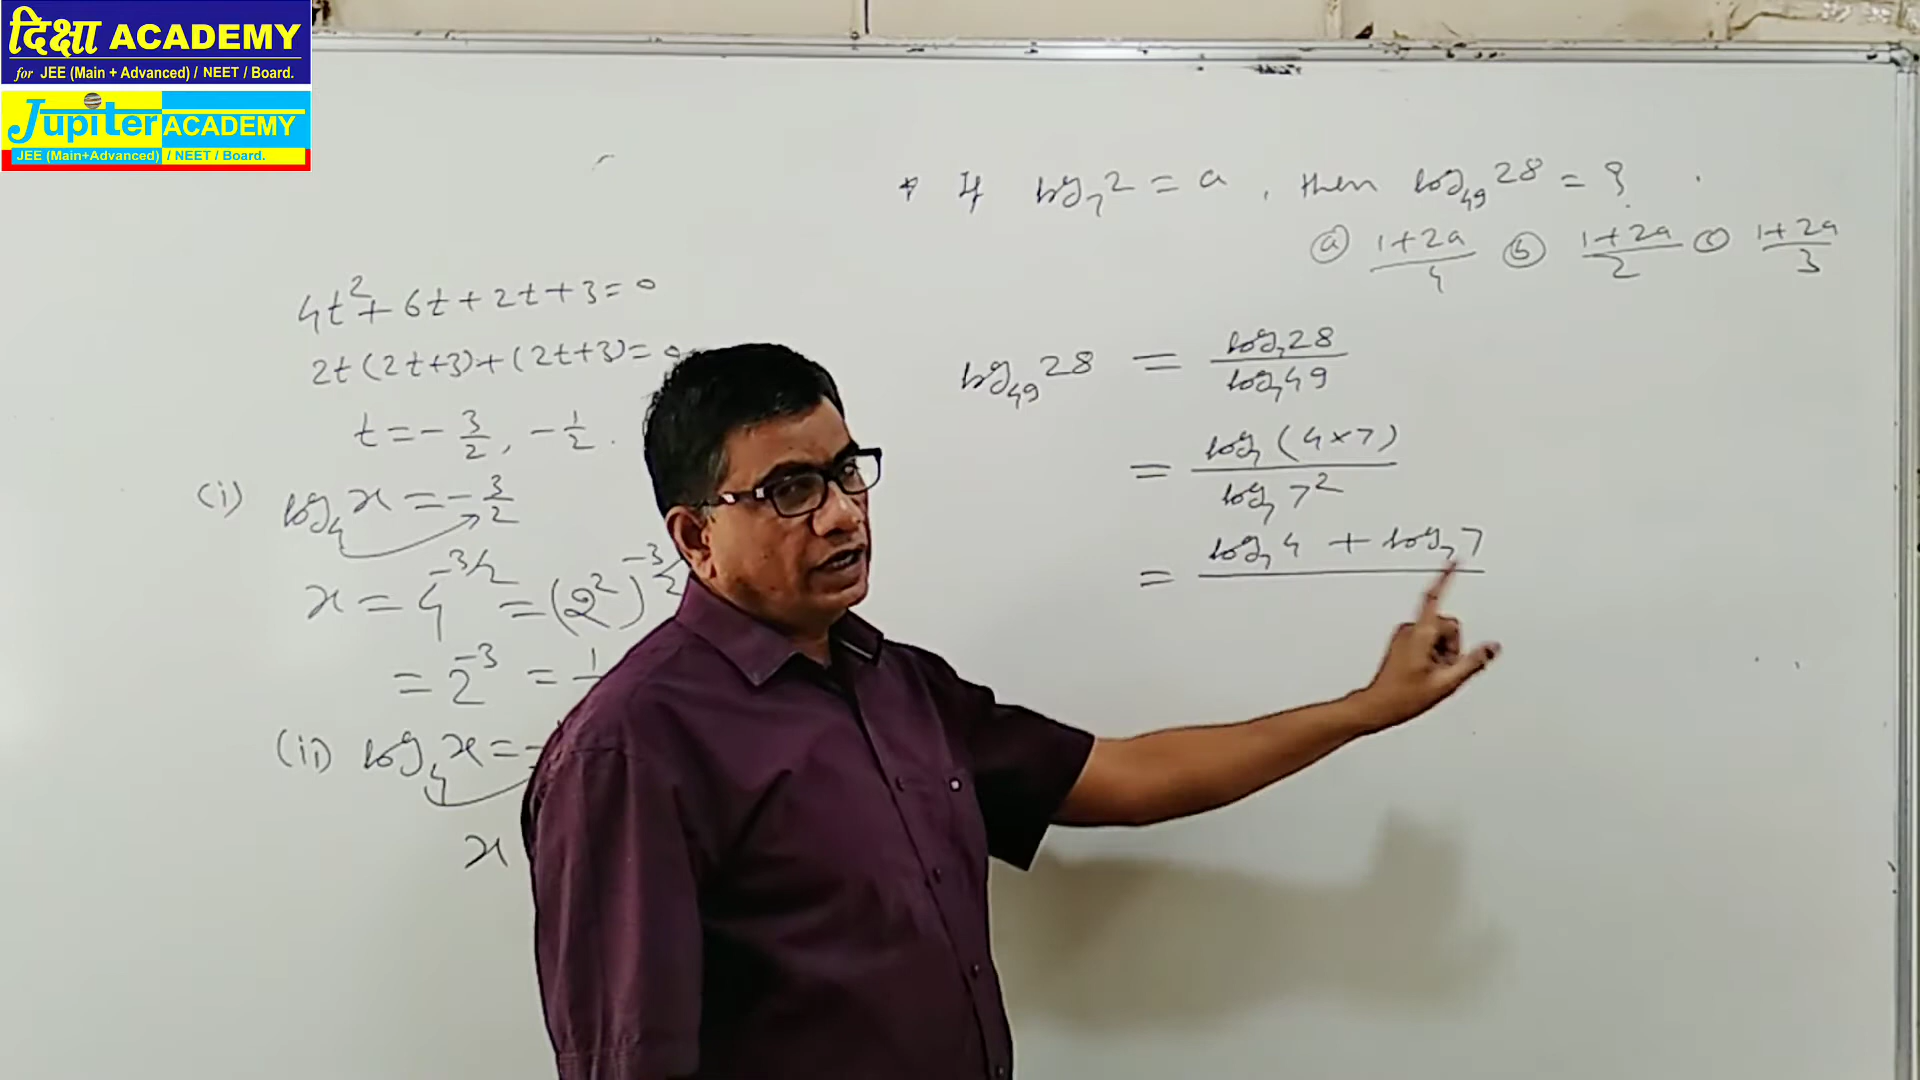 दिक्षा ACADEMY
for JEE (Main + Advanced) / NEET / Board.
Jupiter ACADEMY
JEE (Main+Advanced) / NEET / Board.
* If log₇2 = a , then log₄₉28 = ?
ⓐ (1+2a)/4 ⓑ (1+2a)/2 ⓒ (1+2a)/3
4t² + 6t + 2t + 3 = 0
2t(2t+3) + (2t+3) = 0
t = -3/2, -1/2.
(i) log₄x = -3/2
x = 4^(-3/2) = (2²)^(-3/2)
= 2⁻³ = 1
(ii) log₄x = -
x
log₄₉28 = log₇28 / log₇49
= log₇(4×7) / log₇7²
= log₇4 + log₇7